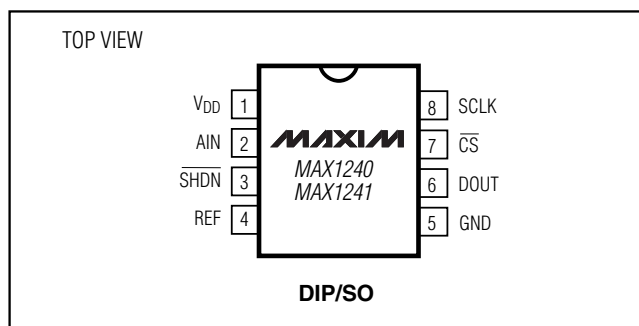 TOP VIEW
VDD 1
AIN 2
SHDN 3
REF 4
MAXIM
MAX1240
MAX1241
8 SCLK
7 CS
6 DOUT
5 GND
DIP/SO